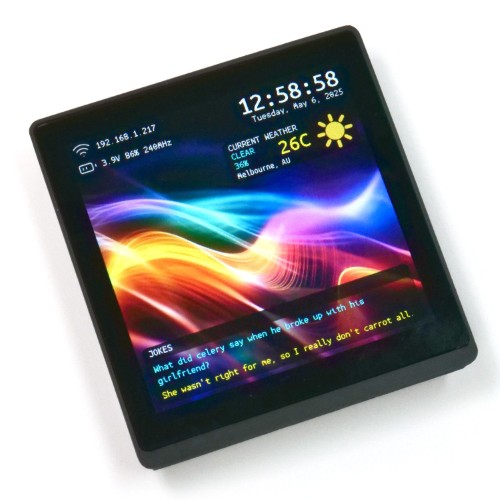 12:58:58
Tuesday, May 6, 2025
192.168.1.217
3.9V 86% 240MHz
CURRENT WEATHER
CLEAR
26C
36%
Melbourne, AU
JOKES
What did celery say when he broke up with his
girlfriend?
She wasn't right for me, so I really don't carrot all.